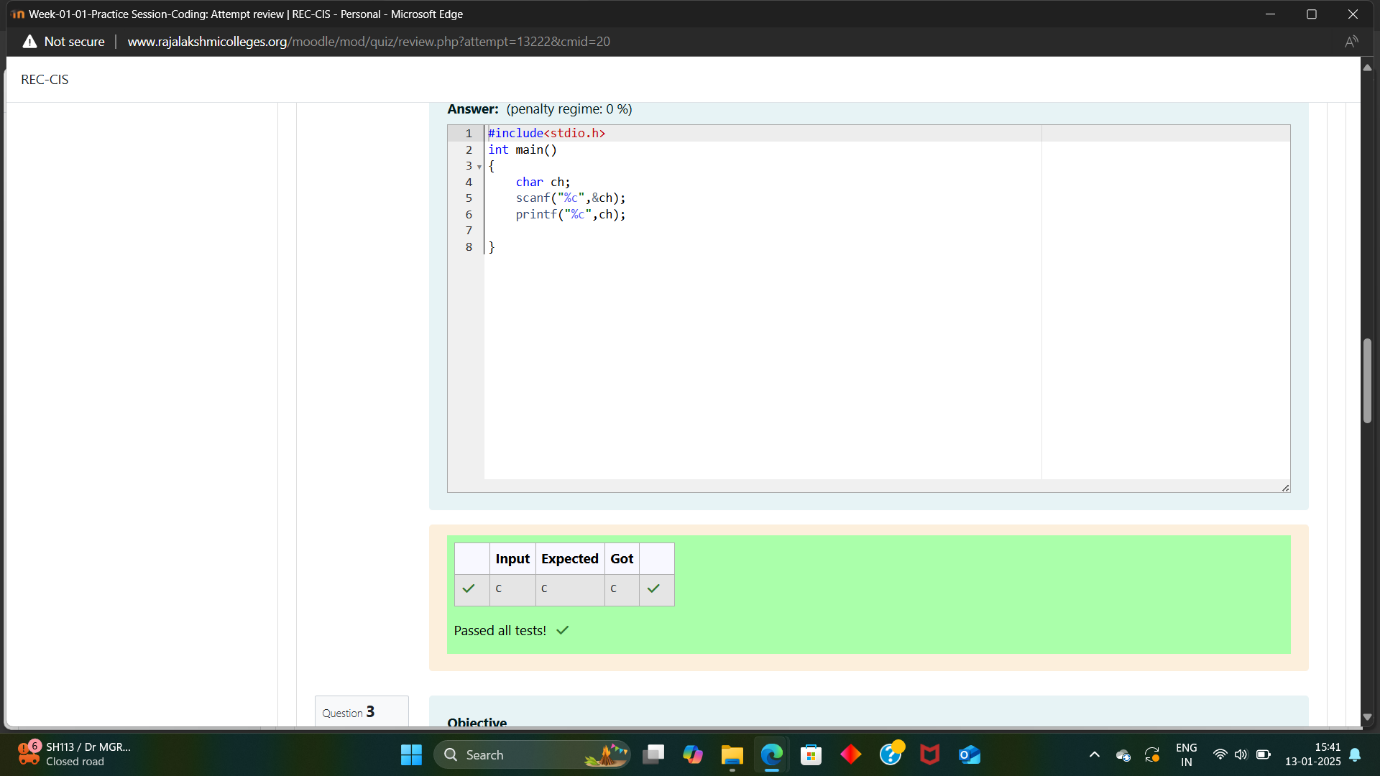 Week-01-01-Practice Session-Coding: Attempt review | REC-CIS - Personal - Microsoft Edge
Not secure | www.rajalakshmicolleges.org/moodle/mod/quiz/review.php?attempt=13222&cmid=20
REC-CIS
Answer: (penalty regime: 0 %)
1 #include<stdio.h>
2 int main()
3 {
4 char ch;
5 scanf("%c",&ch);
6 printf("%c",ch);
7
8 }
Input Expected Got
C C C
Passed all tests!
Question 3
Objective
6 SH113 / Dr MGR...
Closed road
Search
ENG
IN
15:41
13-01-2025